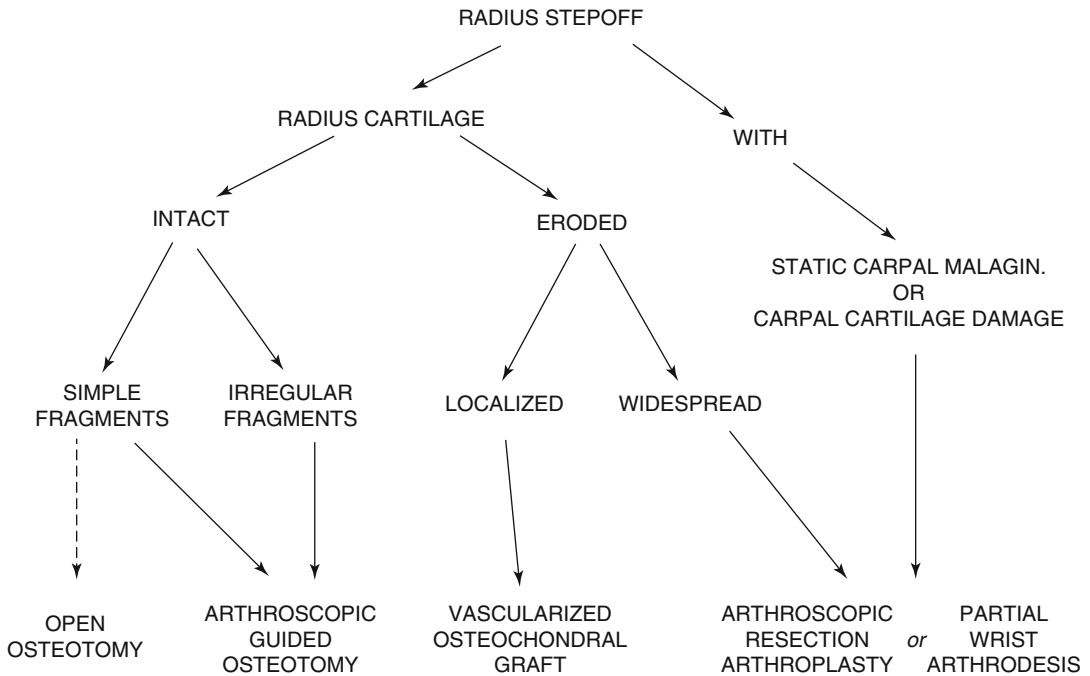 RADIUS STEPOFF
RADIUS CARTILAGE
WITH
INTACT
ERODED
STATIC CARPAL MALAGIN.
OR
CARPAL CARTILAGE DAMAGE
SIMPLE
FRAGMENTS
IRREGULAR
FRAGMENTS
LOCALIZED
WIDESPREAD
OPEN
OSTEOTOMY
ARTHROSCOPIC
GUIDED
OSTEOTOMY
VASCULARIZED
OSTEOCHONDRAL
GRAFT
ARTHROSCOPIC
RESECTION
ARTHROPLASTY
or
PARTIAL
WRIST
ARTHRODESIS